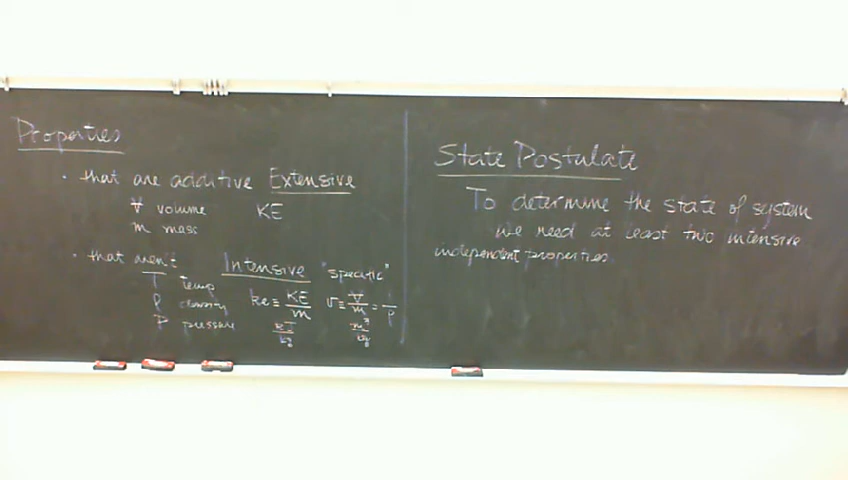 Properties
· that are additive Extensive
V volume KE
m mass
· that aren't Intensive "specific"
T temp
ρ density
P pressure
ke ≡ KE/m
kJ/kg
v ≡ V/m = 1/ρ
m³/kg
State Postulate
To determine the state of system
we need at least two intensive
independent properties